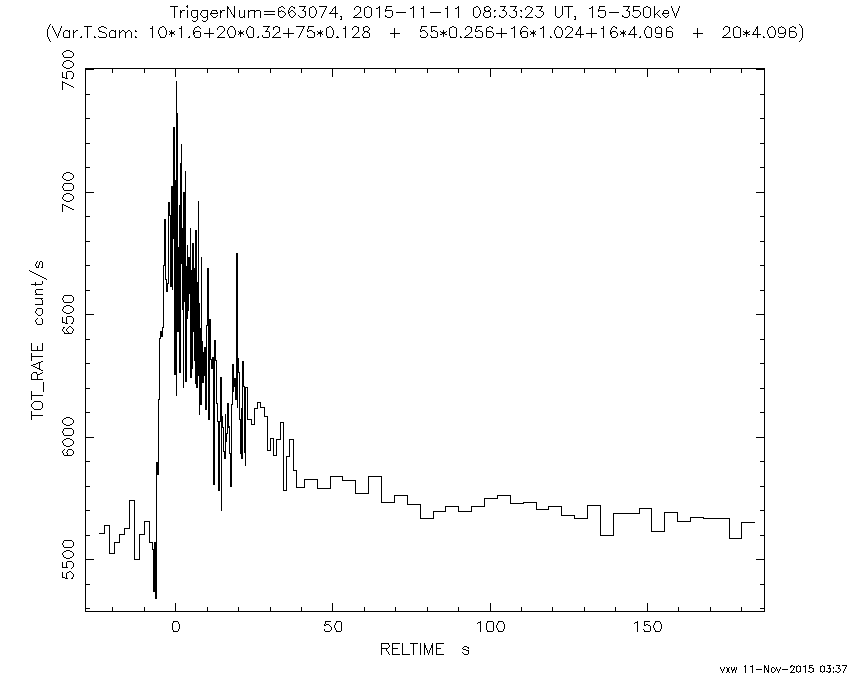 TriggerNum=663074, 2015-11-11 08:33:23 UT, 15-350keV
(Var.T.Sam: 10*1.6+20*0.32+75*0.128 + 55*0.256+16*1.024+16*4.096 + 20*4.096)
7500
7000
6500
6000
5500
TOT_RATE count/s
0
50
100
150
RELTIME s
vxw 11-Nov-2015 03:37